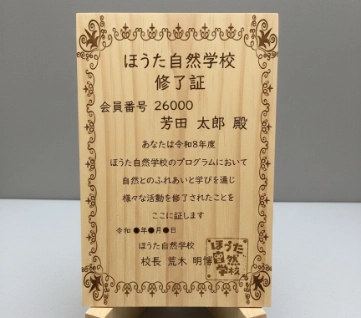 ほうた自然学校
修了証
会員番号 26000
芳田 太郎 殿
あなたは令和8年度
ほうた自然学校のプログラムにおいて
自然とのふれあいと学びを通じ
様々な活動を修了されたことを
ここに証します
令和 ●年●月●日
ほうた自然学校
校長 荒木 明博
ほうた
自然
学校